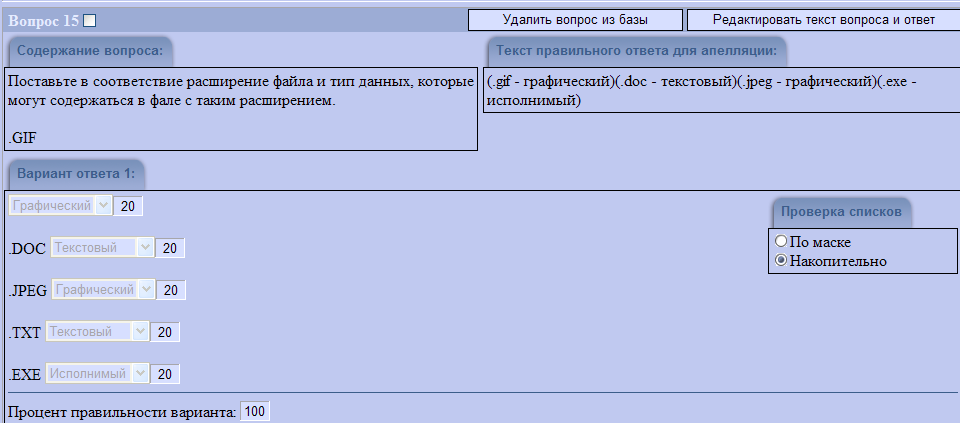 Вопрос 15
Удалить вопрос из базы
Редактировать текст вопроса и ответ
Содержание вопроса:
Поставьте в соответствие расширение файла и тип данных, которые
могут содержаться в фале с таким расширением.
.GIF
Текст правильного ответа для апелляции:
(.gif - графический)(.doc - текстовый)(.jpeg - графический)(.exe -
исполнимый)
Вариант ответа 1:
Графический 20
.DOC Текстовый 20
.JPEG Графический 20
.TXT Текстовый 20
.EXE Исполнимый 20
Проверка списков
По маске
Накопительно
Процент правильности варианта: 100